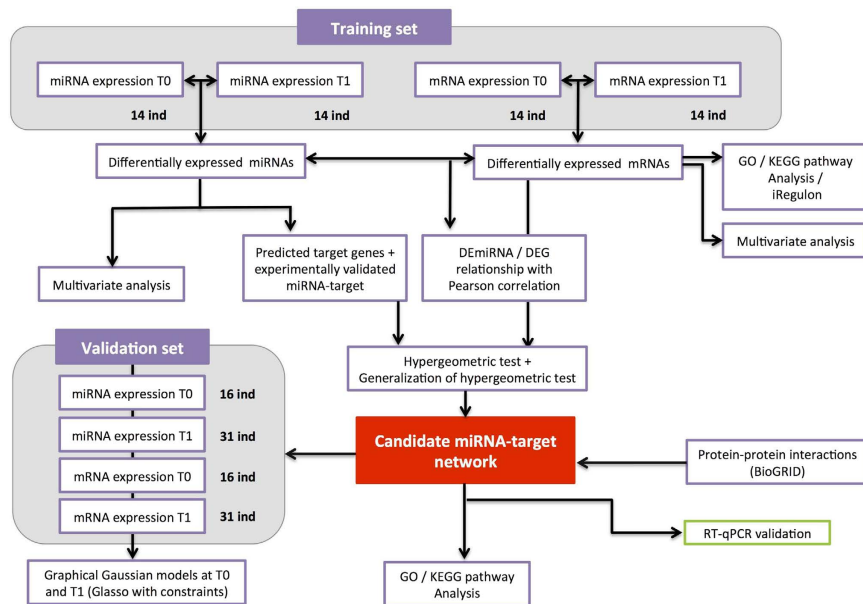 Training set
miRNA expression T0
miRNA expression T1
mRNA expression T0
mRNA expression T1
14 ind
14 ind
14 ind
14 ind
Differentially expressed miRNAs
Differentially expressed mRNAs
GO / KEGG pathway
Analysis /
iRegulon
Multivariate analysis
Predicted target genes +
experimentally validated
miRNA-target
DEmiRNA / DEG
relationship with
Pearson correlation
Multivariate analysis
Validation set
Hypergeometric test +
Generalization of hypergeometric test
miRNA expression T0
16 ind
miRNA expression T1
31 ind
mRNA expression T0
16 ind
mRNA expression T1
31 ind
Candidate miRNA-target
network
Protein-protein interactions
(BioGRID)
RT-qPCR validation
Graphical Gaussian models at T0
and T1 (Glasso with constraints)
GO / KEGG pathway
Analysis